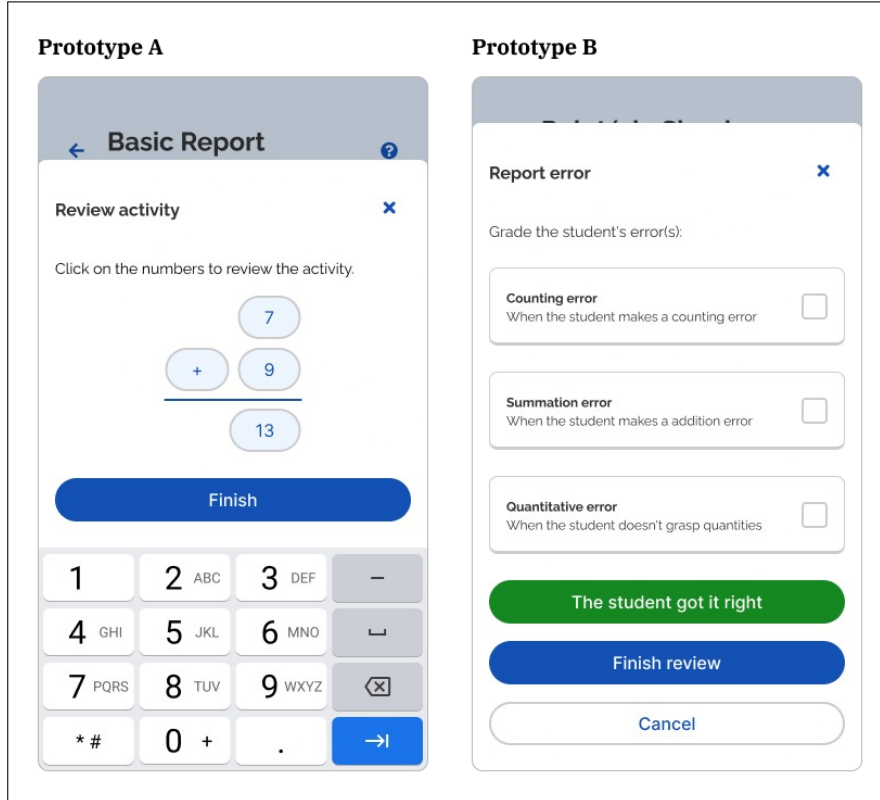 Prototype A
Basic Report
?
Review activity
Click on the numbers to review the activity.
7
+ 9
13
Finish
1 2 ABC 3 DEF –
4 GHI 5 JKL 6 MNO
7 PQRS 8 TUV 9 WXYZ
* # 0 + .
Prototype B
Report error
Grade the student's error(s):
Counting error
When the student makes a counting error
Summation error
When the student makes a addition error
Quantitative error
When the student doesn't grasp quantities
The student got it right
Finish review
Cancel